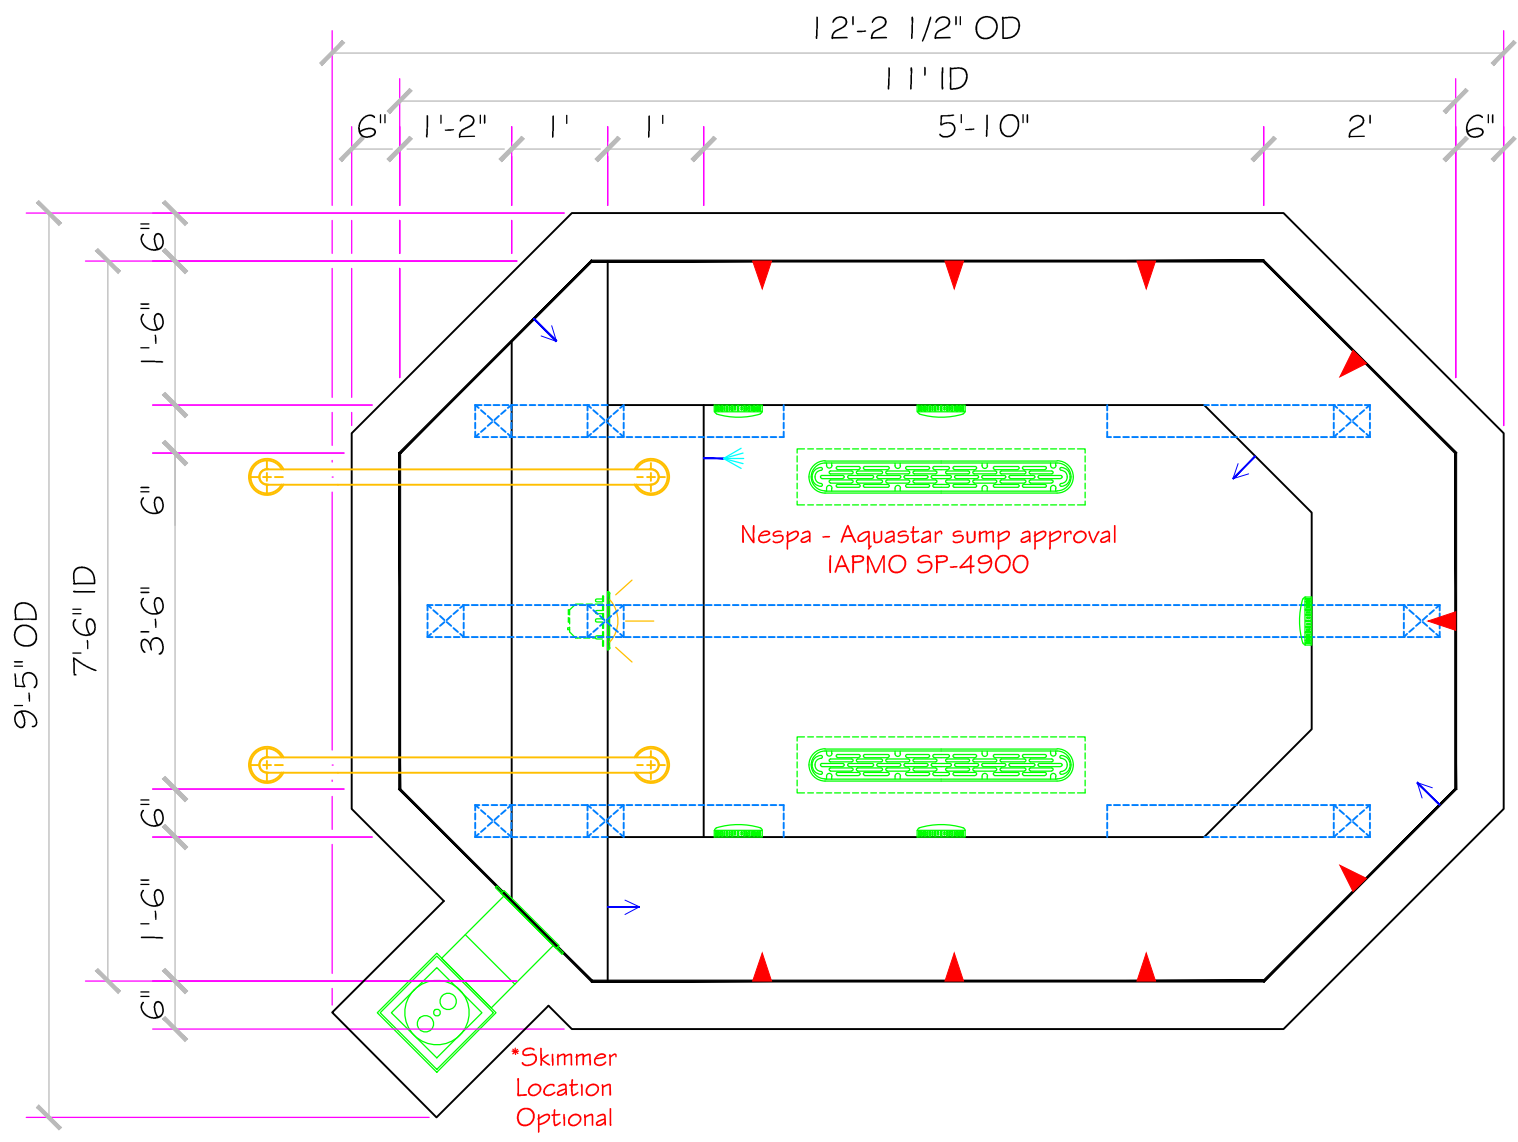 12'-2 1/2" OD
11' ID
6" 1'-2" 1' 1' 5'-10" 2' 6"
6"
1'-6"
6"
3'-6"
6"
1'-6"
6"
7'-6" ID
9'-5" OD
Nespa - Aquastar sump approval
IAPMO SP-4900
*Skimmer
Location
Optional